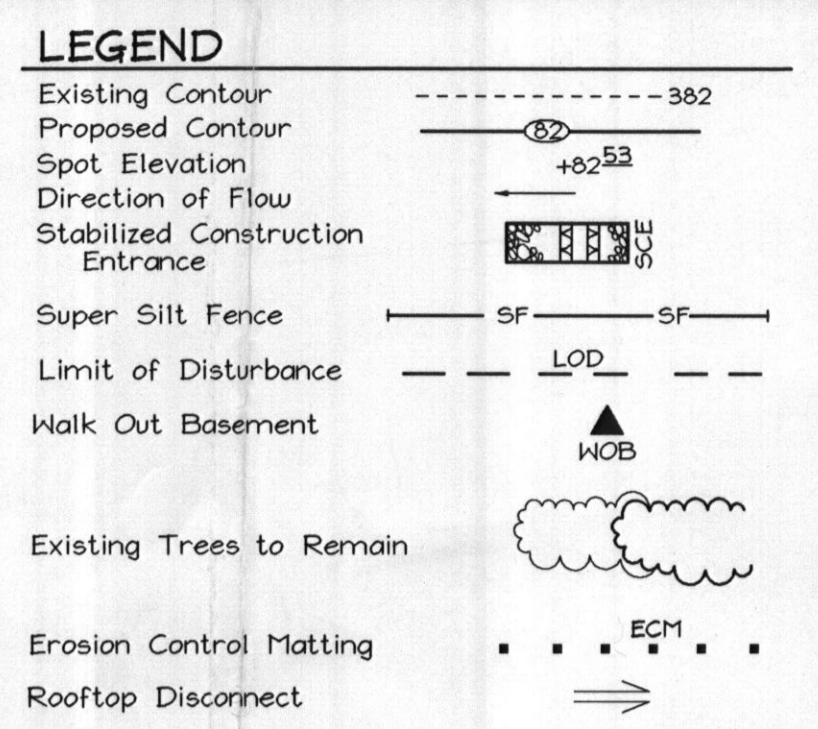 LEGEND
Existing Contour 382
Proposed Contour 82
Spot Elevation +82 53
Direction of Flow
Stabilized Construction SCE
Entrance
Super Silt Fence SF SF
Limit of Disturbance LOD
Walk Out Basement
WOB
Existing Trees to Remain
ECM
Erosion Control Matting
Rooftop Disconnect